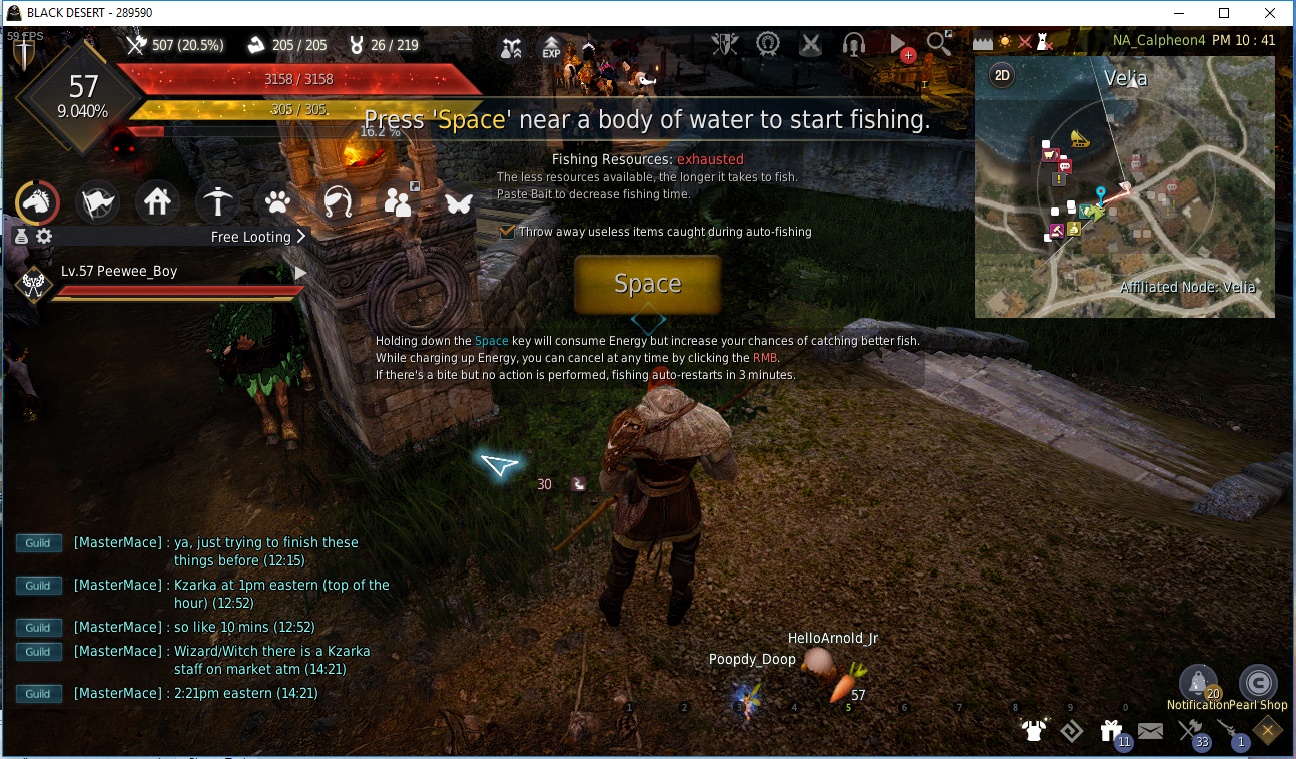 BLACK DESERT - 289590
59 FPS
507 (20.5%)
205 / 205
26 / 219
EXP
NA_Calpheon4 PM 10 : 41
57
9.040%
3158 / 3158
305 / 305
16.2 %
2D
Velia
Press 'Space' near a body of water to start fishing.
Fishing Resources: exhausted
The less resources available, the longer it takes to fish.
Paste Bait to decrease fishing time.
Throw away useless items caught during auto-fishing
Free Looting
Lv.57 Peewee_Boy
Space
Affiliated Node: Velia
Holding down the Space key will consume Energy but increase your chances of catching better fish.
While charging up Energy, you can cancel at any time by clicking the RMB.
If there's a bite but no action is performed, fishing auto-restarts in 3 minutes.
30
Guild [MasterMace] : ya, just trying to finish these
things before (12:15)
Guild [MasterMace] : Kzarka at 1pm eastern (top of the
hour) (12:52)
Guild [MasterMace] : so like 10 mins (12:52)
Guild [MasterMace] : Wizard/Witch there is a Kzarka
staff on market atm (14:21)
Guild [MasterMace] : 2:21pm eastern (14:21)
HelloArnold_Jr
Poopdy_Doop
57
20
Notification
Pearl Shop
1 2 3 4 5 6 7 8 9 0
11
33
1